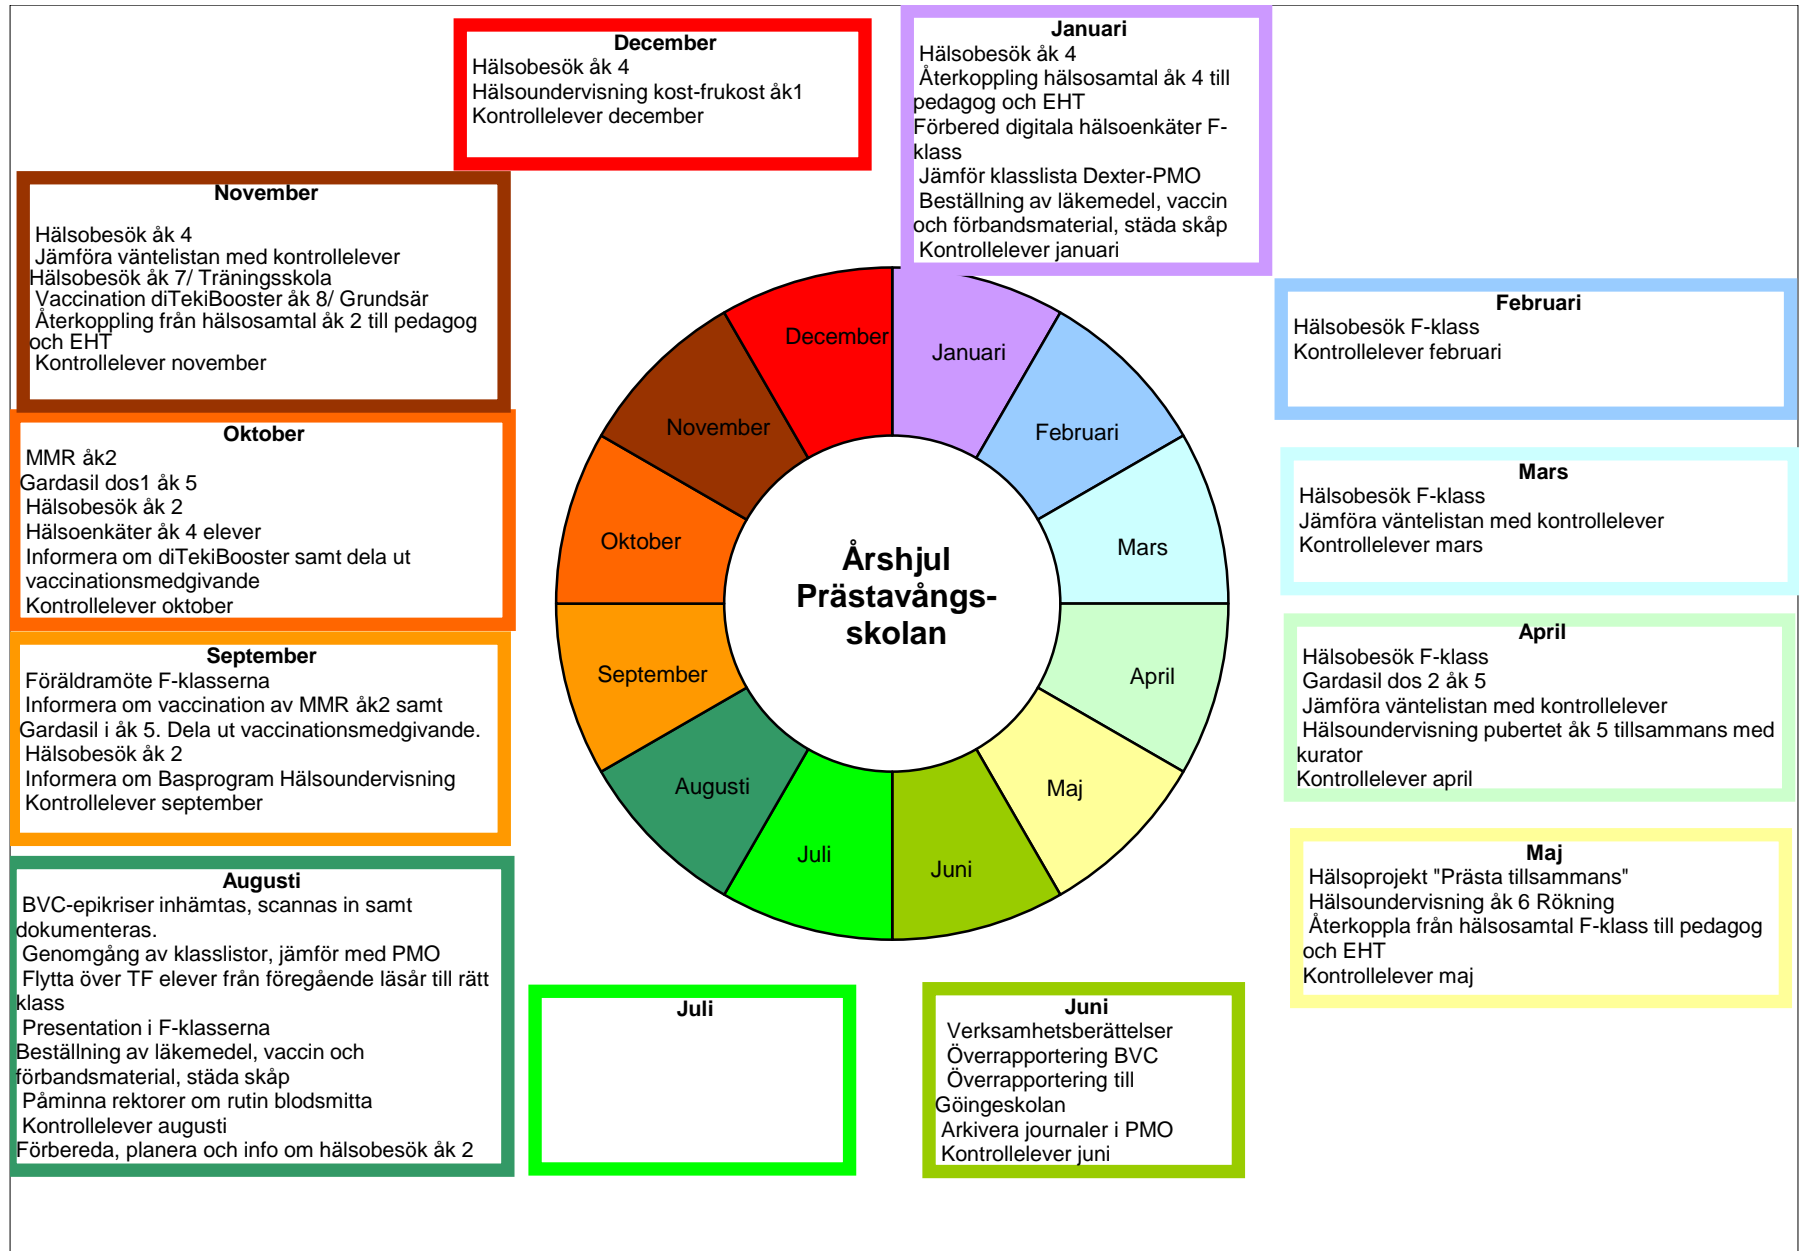 December
Hälsobesök åk 4
Hälsoundervisning kost-frukost åk1
Kontrollelever december
Januari
Hälsobesök åk 4
Återkoppling hälsosamtal åk 4 till
pedagog och EHT
Förbered digitala hälsoenkäter F-
klass
Jämför klasslista Dexter-PMO
Beställning av läkemedel, vaccin
och förbandsmaterial, städa skåp
Kontrollelever januari
November
Hälsobesök åk 4
Jämföra väntelistan med kontrollelever
Hälsobesök åk 7/ Träningsskola
Vaccination diTekiBooster åk 8/ Grundsär
Återkoppling från hälsosamtal åk 2 till pedagog
och EHT
Kontrollelever november
Februari
Hälsobesök F-klass
Kontrollelever februari
Oktober
MMR åk2
Gardasil dos1 åk 5
Hälsobesök åk 2
Hälsoenkäter åk 4 elever
Informera om diTekiBooster samt dela ut
vaccinationsmedgivande
Kontrollelever oktober
Mars
Hälsobesök F-klass
Jämföra väntelistan med kontrollelever
Kontrollelever mars
September
Föräldramöte F-klasserna
Informera om vaccination av MMR åk2 samt
Gardasil i åk 5. Dela ut vaccinationsmedgivande.
Hälsobesök åk 2
Informera om Basprogram Hälsoundervisning
Kontrollelever september
April
Hälsobesök F-klass
Gardasil dos 2 åk 5
Jämföra väntelistan med kontrollelever
Hälsoundervisning pubertet åk 5 tillsammans med
kurator
Kontrollelever april
Augusti
BVC-epikriser inhämtas, scannas in samt
dokumenteras.
Genomgång av klasslistor, jämför med PMO
Flytta över TF elever från föregående läsår till rätt
klass
Presentation i F-klasserna
Beställning av läkemedel, vaccin och
förbandsmaterial, städa skåp
Påminna rektorer om rutin blodsmitta
Kontrollelever augusti
Förbereda, planera och info om hälsobesök åk 2
Maj
Hälsoprojekt "Prästa tillsammans"
Hälsoundervisning åk 6 Rökning
Återkoppla från hälsosamtal F-klass till pedagog
och EHT
Kontrollelever maj
Juli
Juni
Verksamhetsberättelser
Överrapportering BVC
Överrapportering till
Göingeskolan
Arkivera journaler i PMO
Kontrollelever juni
December
Januari
November
Februari
Oktober
Mars
Årshjul
Prästavångs-
skolan
September
April
Augusti
Maj
Juli
Juni